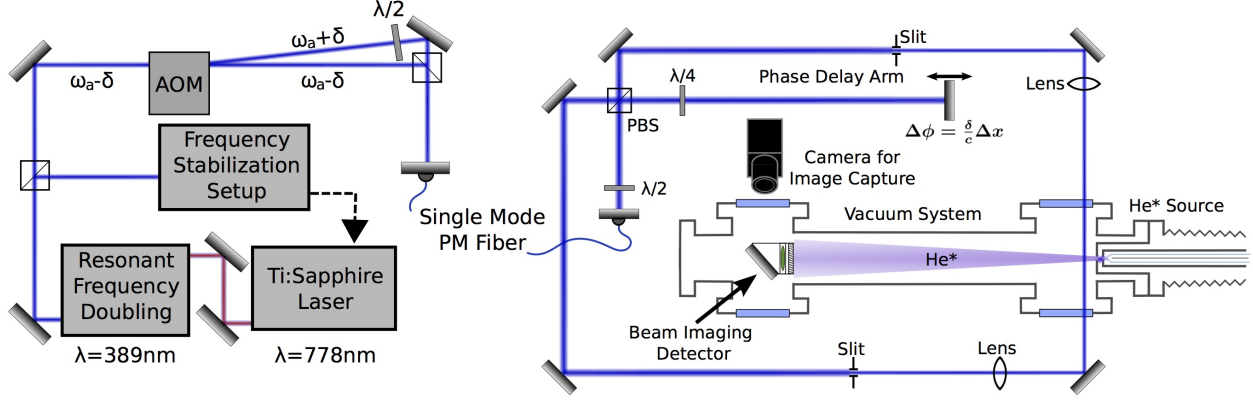 λ/2
ωa+δ
ωa-δ
AOM
ωa-δ
Frequency
Stabilization
Setup
Single Mode
PM Fiber
Resonant
Frequency
Doubling
Ti:Sapphire
Laser
λ=389nm
λ=778nm
Slit
λ/4
Phase Delay Arm
Lens
PBS
Δϕ = δ/c Δx
Camera for
Image Capture
λ/2
Vacuum System
He* Source
He*
Beam Imaging
Detector
Slit
Lens